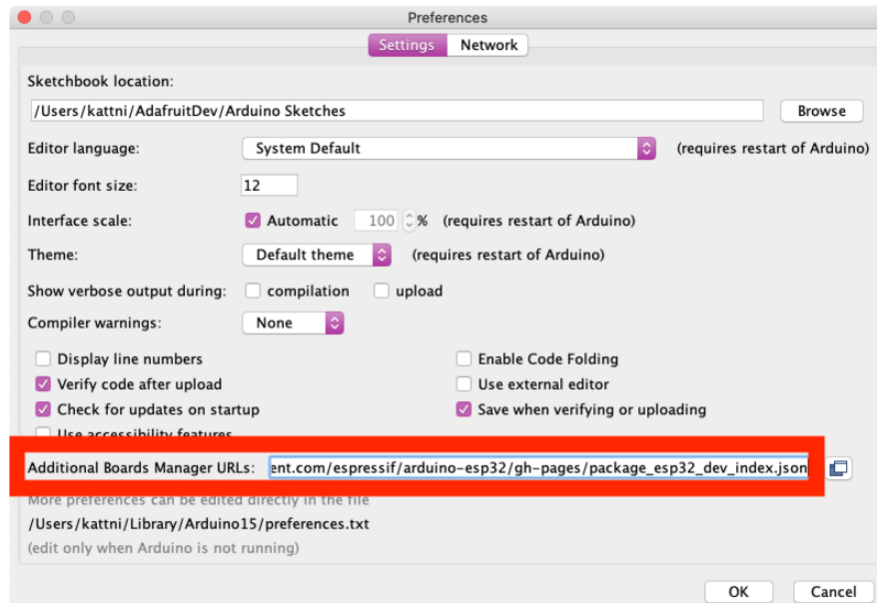 Preferences
Settings Network
Sketchbook location:
/Users/kattni/AdafruitDev/Arduino Sketches Browse
Editor language: System Default (requires restart of Arduino)
Editor font size: 12
Interface scale: Automatic 100 % (requires restart of Arduino)
Theme: Default theme (requires restart of Arduino)
Show verbose output during: compilation upload
Compiler warnings: None
Display line numbers Enable Code Folding
Verify code after upload Use external editor
Check for updates on startup Save when verifying or uploading
Use accessibility features
Additional Boards Manager URLs: ent.com/espressif/arduino-esp32/gh-pages/package_esp32_dev_index.json
More preferences can be edited directly in the file
/Users/kattni/Library/Arduino15/preferences.txt
(edit only when Arduino is not running)
OK Cancel